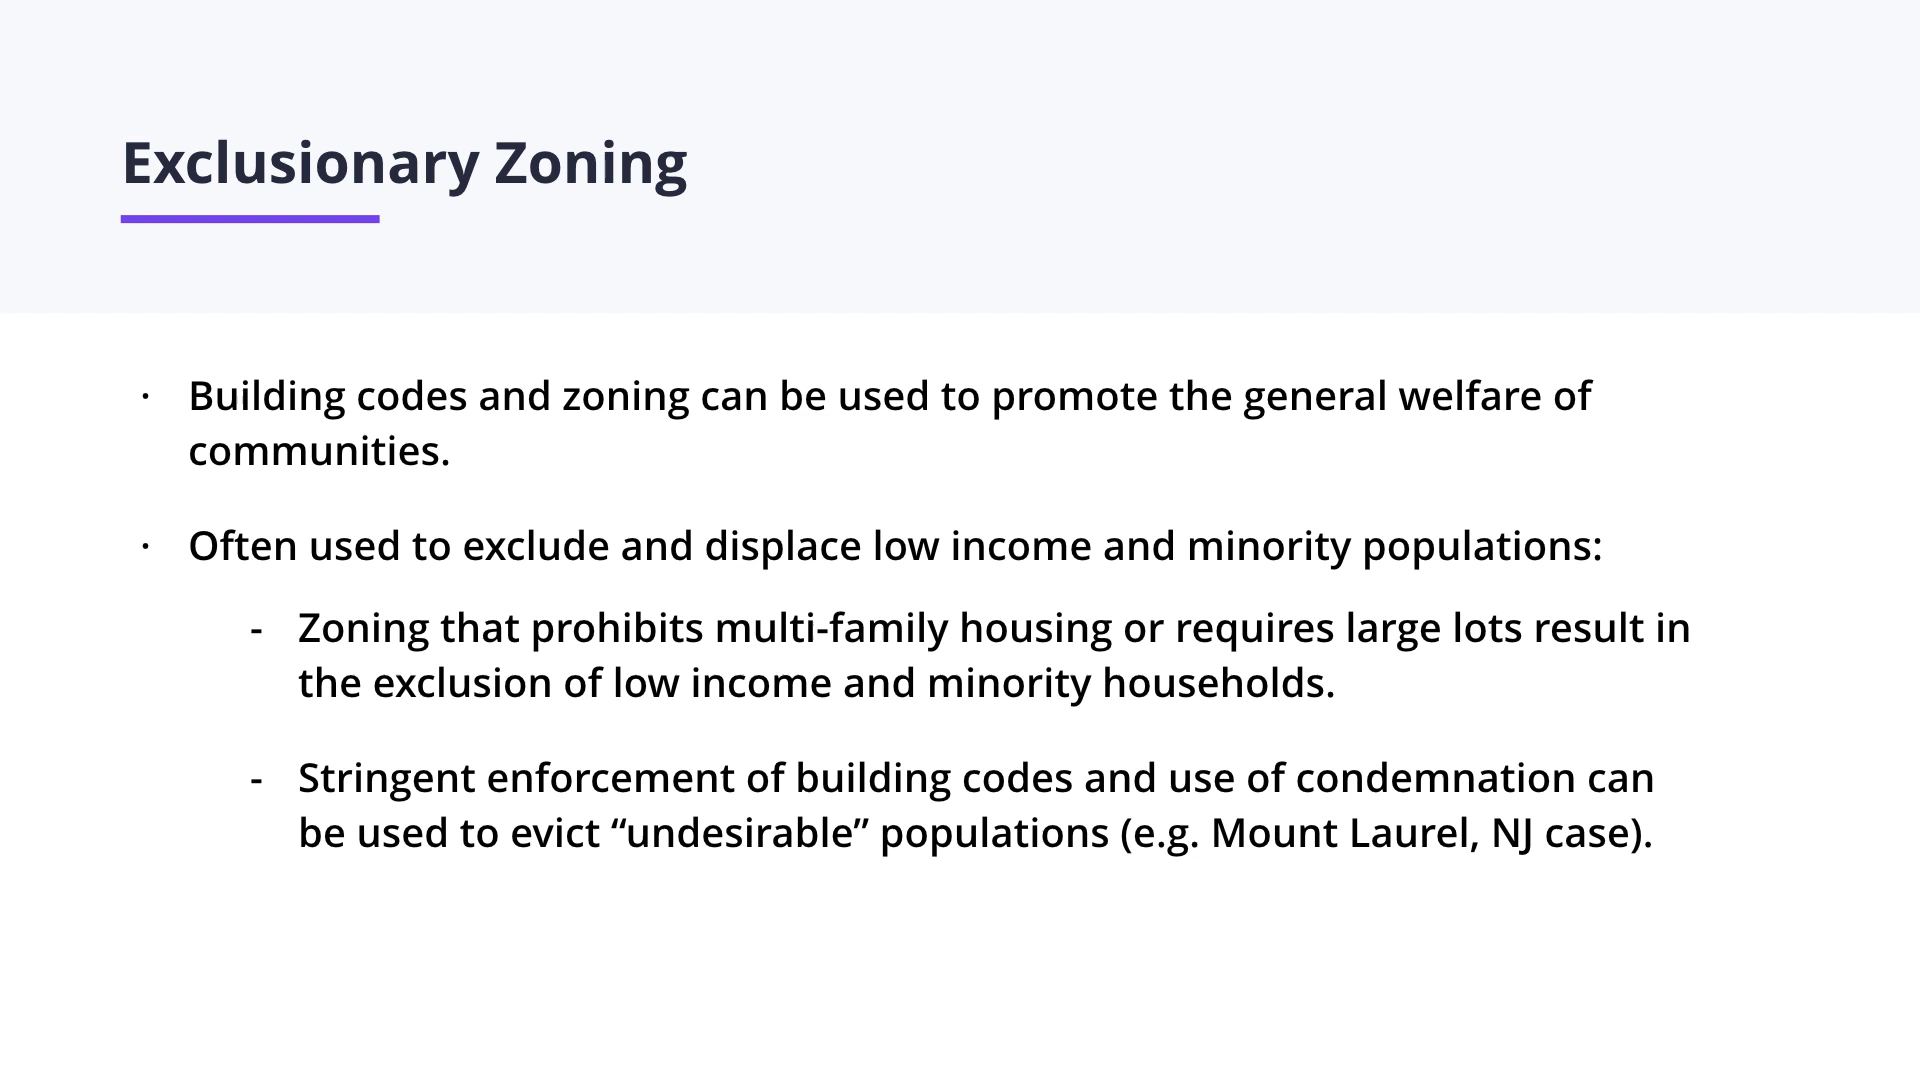 Exclusionary Zoning
· Building codes and zoning can be used to promote the general welfare of
communities.
· Often used to exclude and displace low income and minority populations:
- Zoning that prohibits multi-family housing or requires large lots result in
the exclusion of low income and minority households.
- Stringent enforcement of building codes and use of condemnation can
be used to evict “undesirable” populations (e.g. Mount Laurel, NJ case).